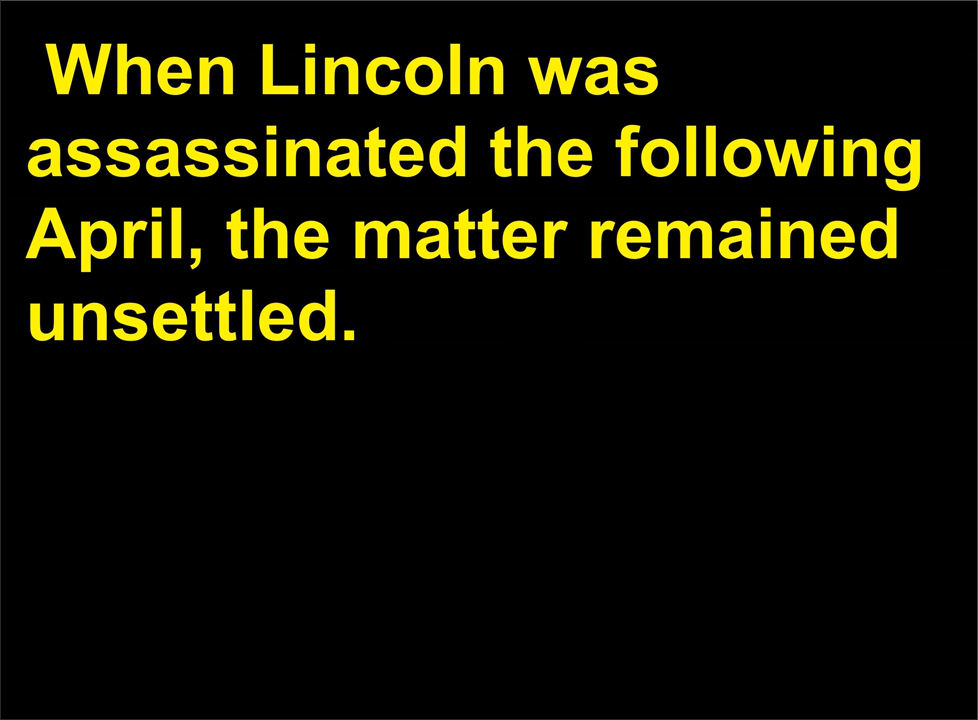 When Lincoln was
assassinated the following
April, the matter remained
unsettled.